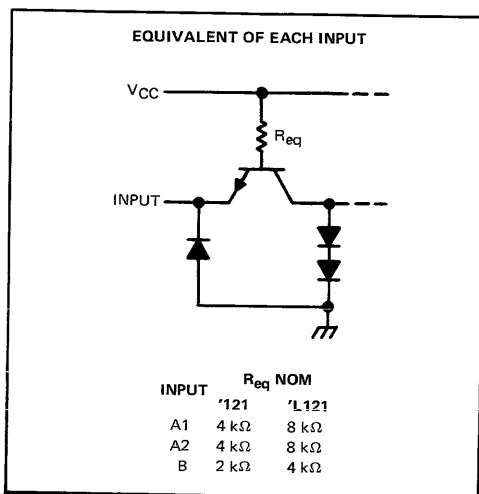 EQUIVALENT OF EACH INPUT
VCC
Req
INPUT
INPUT Req NOM
'121 'L121
A1 4 kΩ 8 kΩ
A2 4 kΩ 8 kΩ
B 2 kΩ 4 kΩ